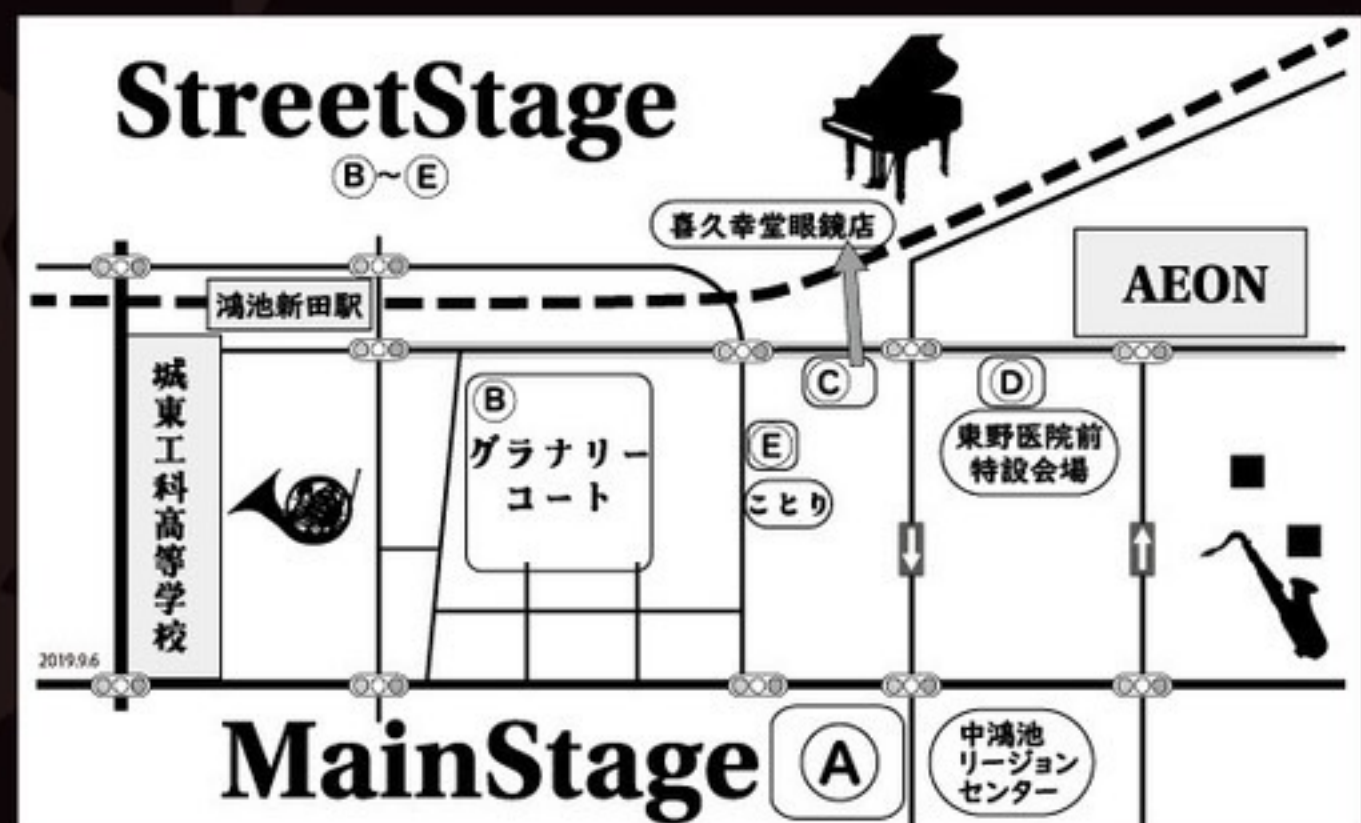 StreetStage
B～E
喜久幸堂眼鏡店
AEON
鴻池新田駅
城東工科高等学校
B
グラナリー
コート
C
D
東野医院前
特設会場
E
ことり
2019.9.6
MainStage
A
中鴻池
リージョン
センター